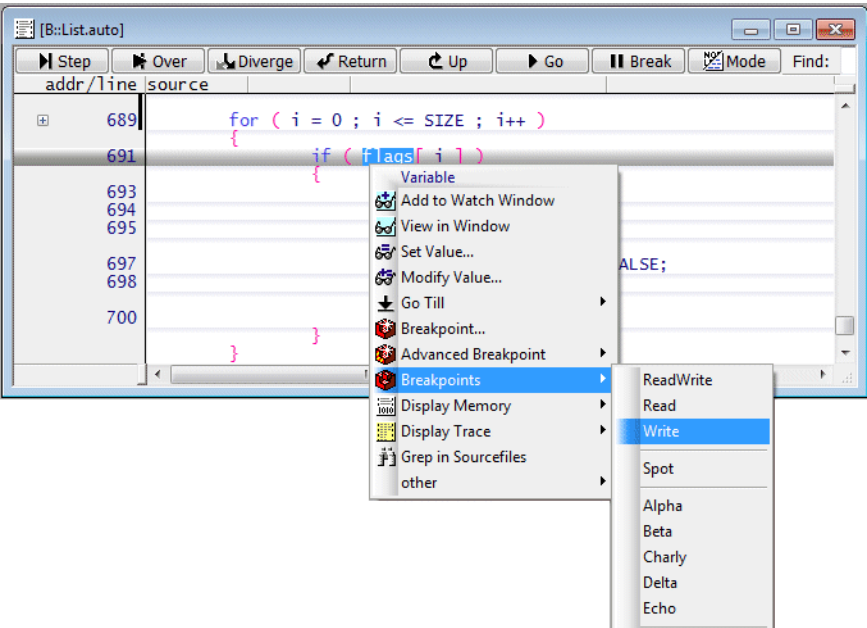 [B::List.auto]
Step Over Diverge Return Up Go Break Mode Find:
addr/line source
689 for ( i = 0 ; i <= SIZE ; i++ )
{
691 if ( flags[ i ] )
{
693
694
695
697 ALSE;
698
700
}
}
Variable
Add to Watch Window
View in Window
Set Value...
Modify Value...
Go Till
Breakpoint...
Advanced Breakpoint
Breakpoints
Display Memory
Display Trace
Grep in Sourcefiles
other
ReadWrite
Read
Write
Spot
Alpha
Beta
Charly
Delta
Echo